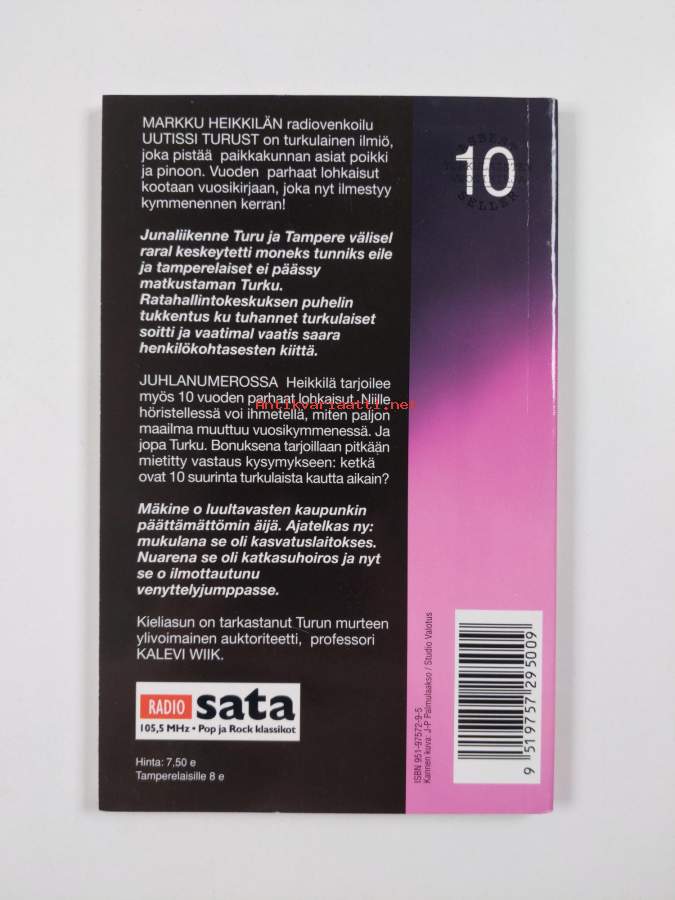 MARKKU HEIKKILÄN radiovenkoilu
UUTISSI TURUST on turkulainen ilmiö,
joka pistää paikkakunnan asiat poikki
ja pinoon. Vuoden parhaat lohkaisut
kootaan vuosikirjaan, joka nyt ilmestyy
kymmenennen kerran!
10
Junaliikenne Turu ja Tampere välisel
raral keskeytetti moneks tunniks eile
ja tamperelaiset ei päässy
matkustaman Turku.
Ratahallintokeskuksen puhelin
tukkentus ku tuhannet turkulaiset
soitti ja vaatimal vaatis saara
henkilökohtasesten kiittä.
JUHLANUMEROSSA Heikkilä tarjoilee
myös 10 vuoden parhaat lohkaisut. Niille
Antikvariaatti.net
höristellessä voi ihmetellä, miten paljon
maailma muuttuu vuosikymmenessä. Ja
jopa Turku. Bonuksena tarjoillaan pitkään
mietitty vastaus kysymykseen: ketkä
ovat 10 suurinta turkulaista kautta aikain?
Mäkine o luultavasten kaupunkin
päättämättömin äijä. Ajatelkas ny:
mukulana se oli kasvatuslaitokses.
Nuarena se oli katkasuhoiros ja nyt
se o ilmottautunu
venyttelyjumppasse.
Kieliasun on tarkastanut Turun murteen
ylivoimainen auktoriteetti, professori
KALEVI WIIK.
RADIO sata
105,5 MHz • Pop ja Rock klassikot
Hinta: 7,50 e
Tamperelaisille 8 e
ISBN 951-97572-9-5
Kannen kuva: J-P Palmulaakso / Studio Valotus
9 519757 295009